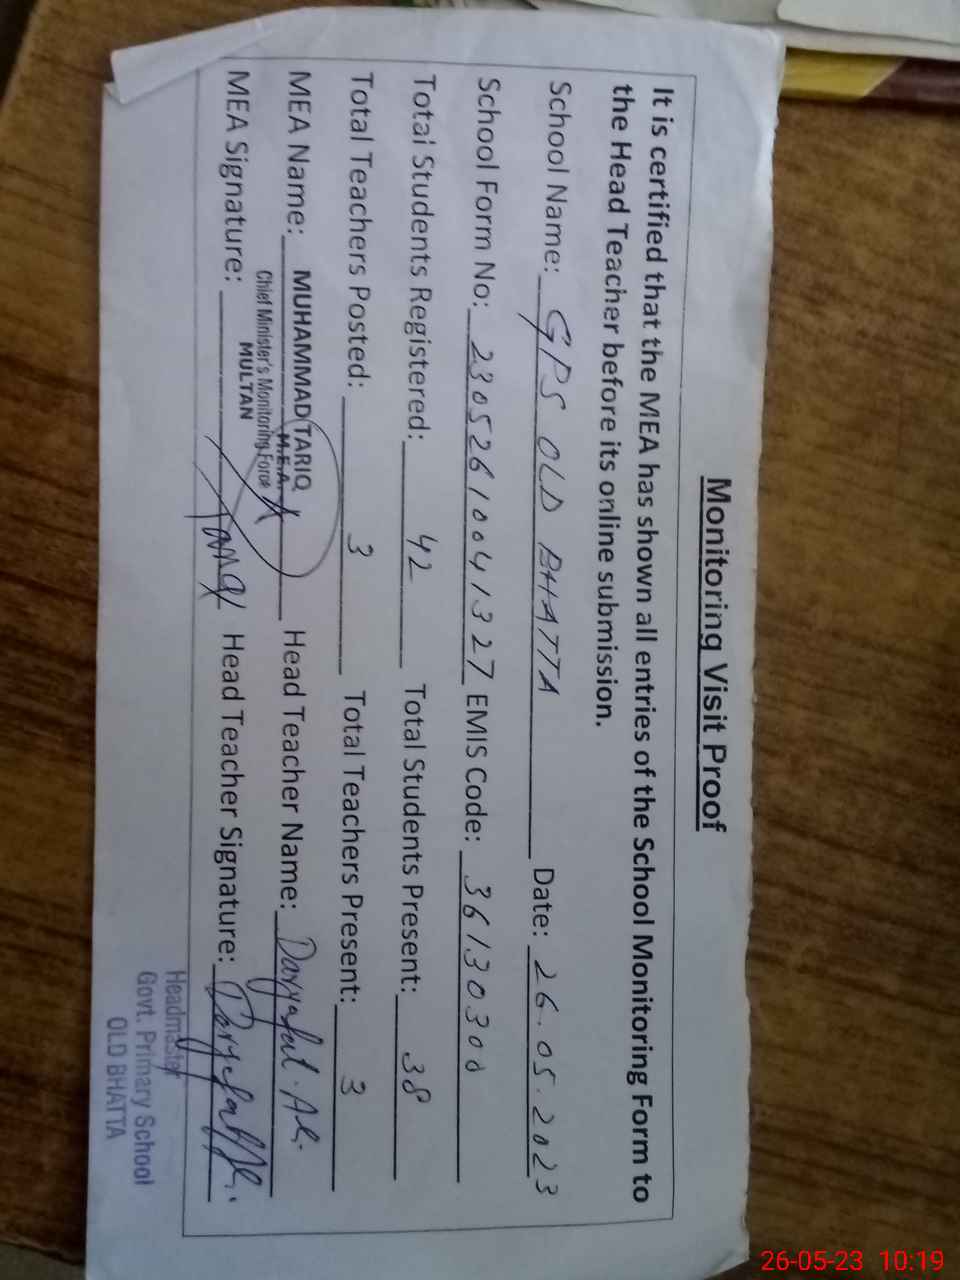 Monitoring Visit Proof
It is certified that the MEA has shown all entries of the School Monitoring Form to
the Head Teacher before its online submission.
School Name: GPS OLD BHATTA Date: 26.05.2023
School Form No: 23052610041327 EMIS Code: 36130300
Total Students Registered: 42 Total Students Present: 38
Total Teachers Posted: 3 Total Teachers Present: 3
MEA Name: MUHAMMAD TARIQ Head Teacher Name: Daryafat Ali
M.E.A
Chief Minister's Monitoring Force
MULTAN
MEA Signature: Tariq Head Teacher Signature:
Headmaster
Govt. Primary School
OLD BHATTA
26-05-23 10:19